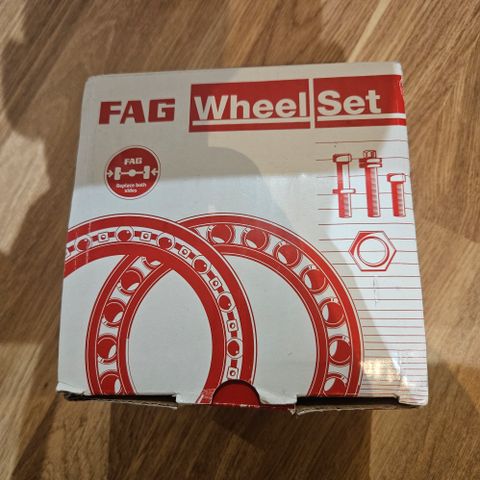 FAG Wheel Set
FAG
Replace both
sides